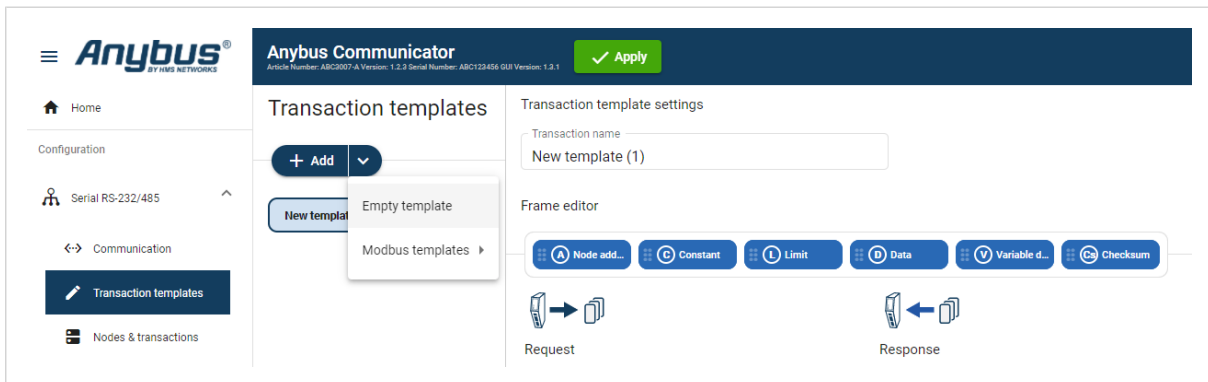 Anybus®
BY HMS NETWORKS
Anybus Communicator
Article Number: ABC3007-A Version: 1.2.3 Serial Number: ABC123456 GUI Version: 1.3.1
Apply
Home
Configuration
Serial RS-232/485
Communication
Transaction templates
Nodes & transactions
Transaction templates
+ Add
New templat
Empty template
Modbus templates
Transaction template settings
Transaction name
New template (1)
Frame editor
A Node add...
C Constant
L Limit
D Data
V Variable d...
Cs Checksum
Request
Response